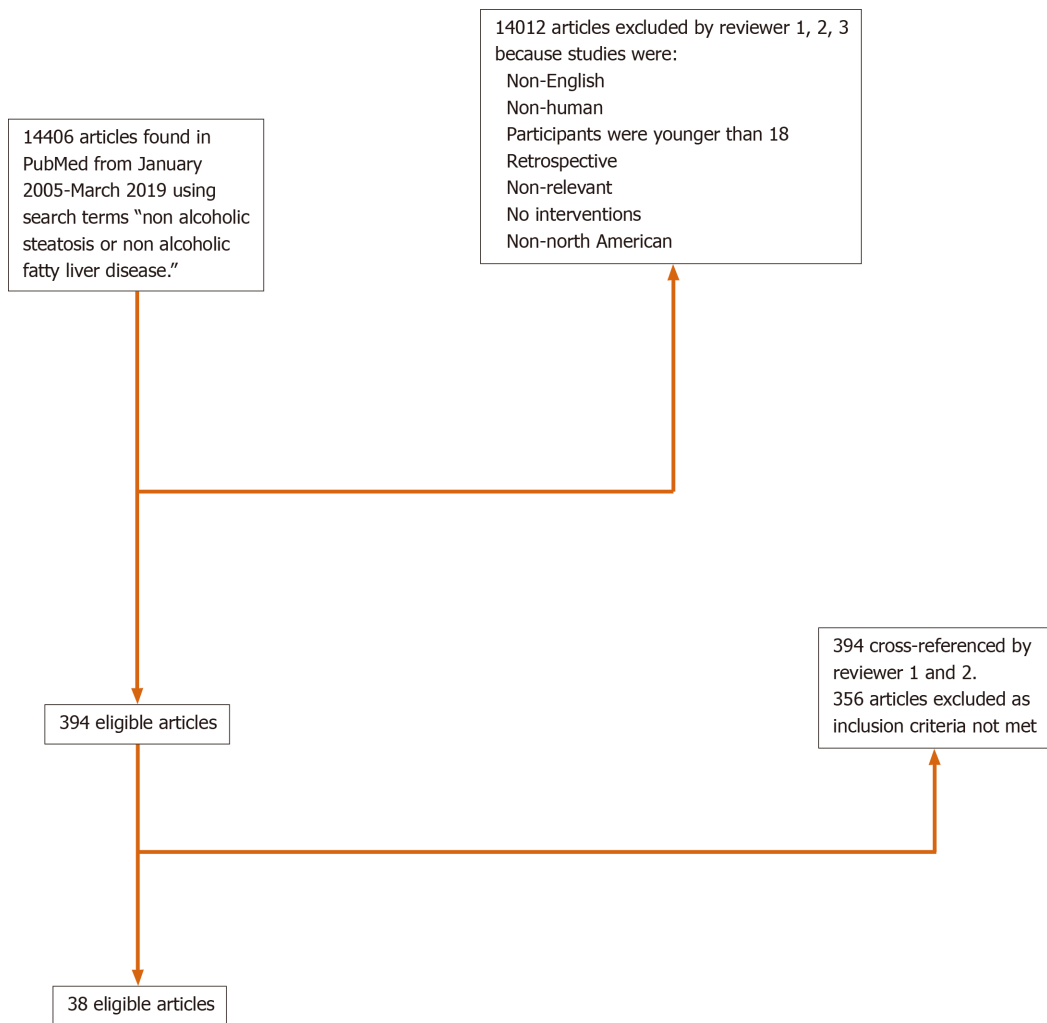 14406 articles found in
PubMed from January
2005-March 2019 using
search terms “non alcoholic
steatosis or non alcoholic
fatty liver disease.”
14012 articles excluded by reviewer 1, 2, 3
because studies were:
Non-English
Non-human
Participants were younger than 18
Retrospective
Non-relevant
No interventions
Non-north American
394 eligible articles
394 cross-referenced by
reviewer 1 and 2.
356 articles excluded as
inclusion criteria not met
38 eligible articles